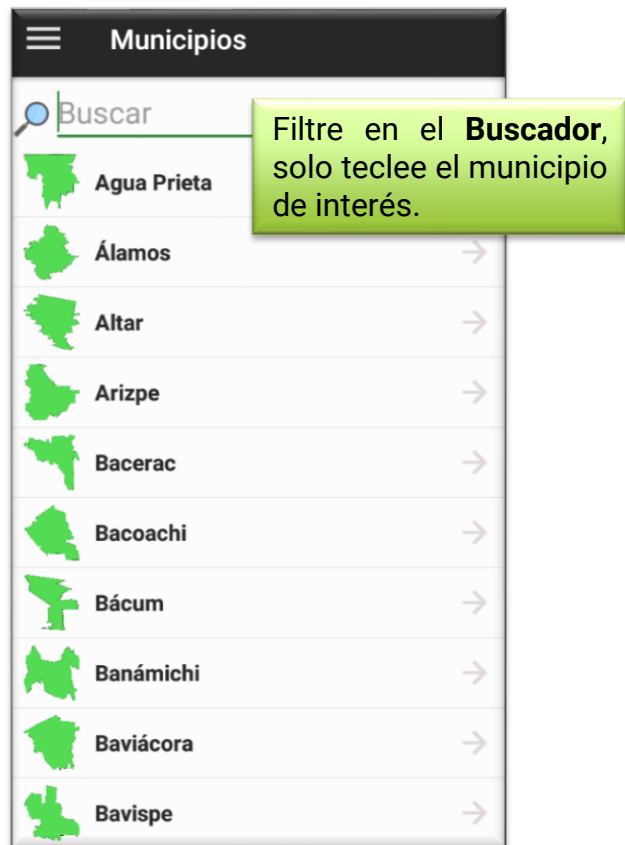 Municipios
Buscar
Filtre en el Buscador,
solo teclee el municipio
de interés.
Agua Prieta
Álamos
Altar
Arizpe
Bacerac
Bacoachi
Bácum
Banámichi
Baviácora
Bavispe